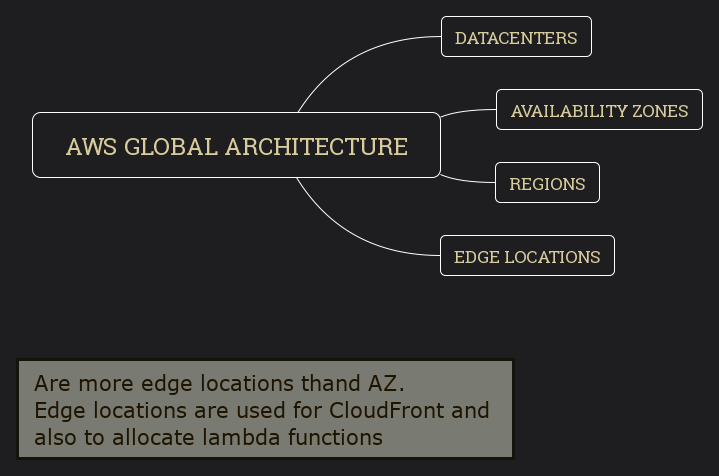 DATACENTERS
AVAILABILITY ZONES
AWS GLOBAL ARCHITECTURE
REGIONS
EDGE LOCATIONS
Are more edge locations thand AZ.
Edge locations are used for CloudFront and
also to allocate lambda functions